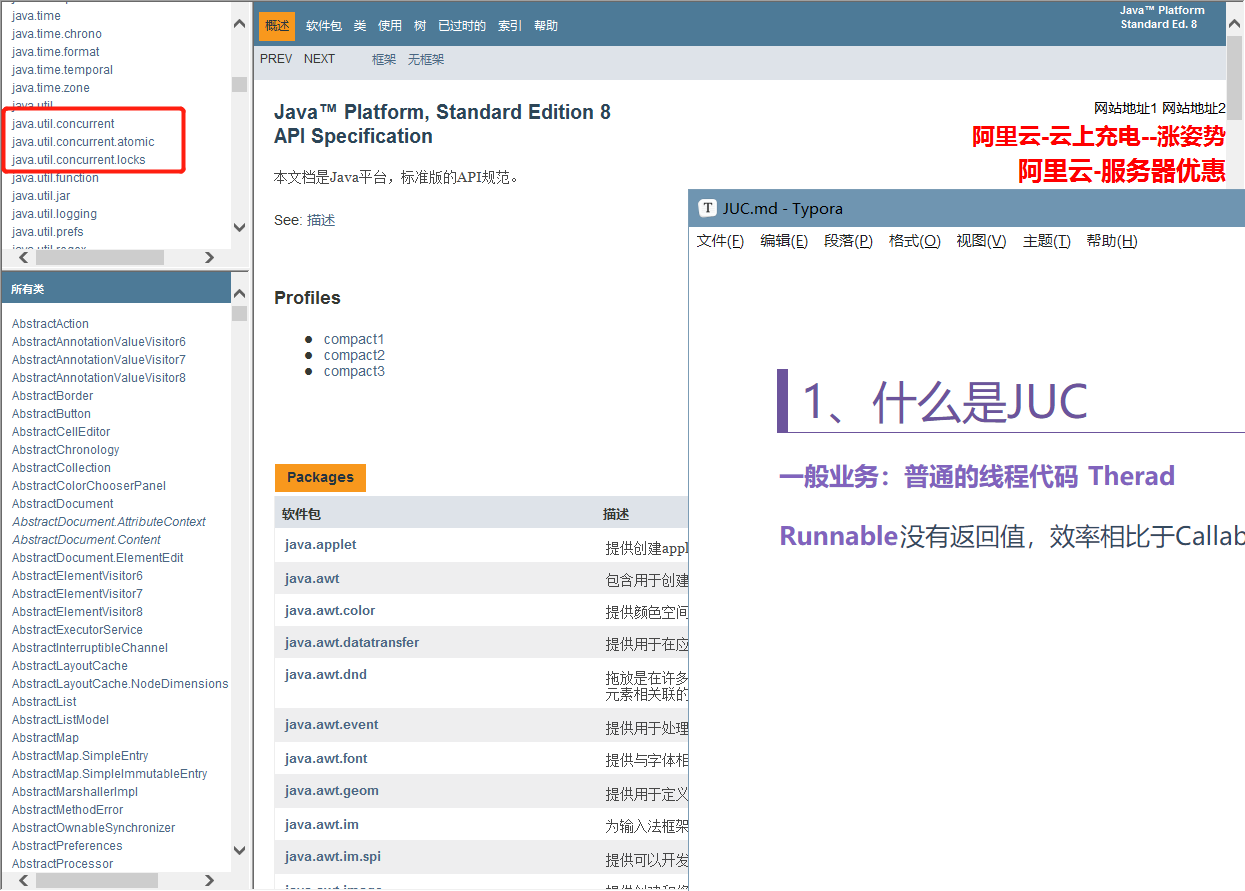 java.time
java.time.chrono
java.time.format
java.time.temporal
java.time.zone
java.util
java.util.concurrent
java.util.concurrent.atomic
java.util.concurrent.locks
java.util.function
java.util.jar
java.util.logging
java.util.prefs
java.util.regex
所有类
AbstractAction
AbstractAnnotationValueVisitor6
AbstractAnnotationValueVisitor7
AbstractAnnotationValueVisitor8
AbstractBorder
AbstractButton
AbstractCellEditor
AbstractChronology
AbstractCollection
AbstractColorChooserPanel
AbstractDocument
AbstractDocument.AttributeContext
AbstractDocument.Content
AbstractDocument.ElementEdit
AbstractElementVisitor6
AbstractElementVisitor7
AbstractElementVisitor8
AbstractExecutorService
AbstractInterruptibleChannel
AbstractLayoutCache
AbstractLayoutCache.NodeDimensions
AbstractList
AbstractListModel
AbstractMap
AbstractMap.SimpleEntry
AbstractMap.SimpleImmutableEntry
AbstractMarshallerImpl
AbstractMethodError
AbstractOwnableSynchronizer
AbstractPreferences
AbstractProcessor
概述 软件包 类 使用 树 已过时的 索引 帮助
Java™ Platform
Standard Ed. 8
PREV NEXT 框架 无框架
Java™ Platform, Standard Edition 8
API Specification
网站地址1 网站地址2
阿里云-云上充电--涨姿势
阿里云-服务器优惠
本文档是Java平台，标准版的API规范。
See: 描述
Profiles
compact1
compact2
compact3
Packages
软件包 描述
java.applet 提供创建appl
java.awt 包含用于创建
java.awt.color 提供颜色空间
java.awt.datatransfer 提供用于在应
java.awt.dnd 拖放是在许多
元素相关联的
java.awt.event 提供用于处理
java.awt.font 提供与字体相
java.awt.geom 提供用于定义
java.awt.im 为输入法框架
java.awt.im.spi 提供可以开发
java.awt.image
T JUC.md - Typora
文件(F) 编辑(E) 段落(P) 格式(O) 视图(V) 主题(T) 帮助(H)
1、什么是JUC
一般业务：普通的线程代码 Therad
Runnable没有返回值，效率相比于Callab